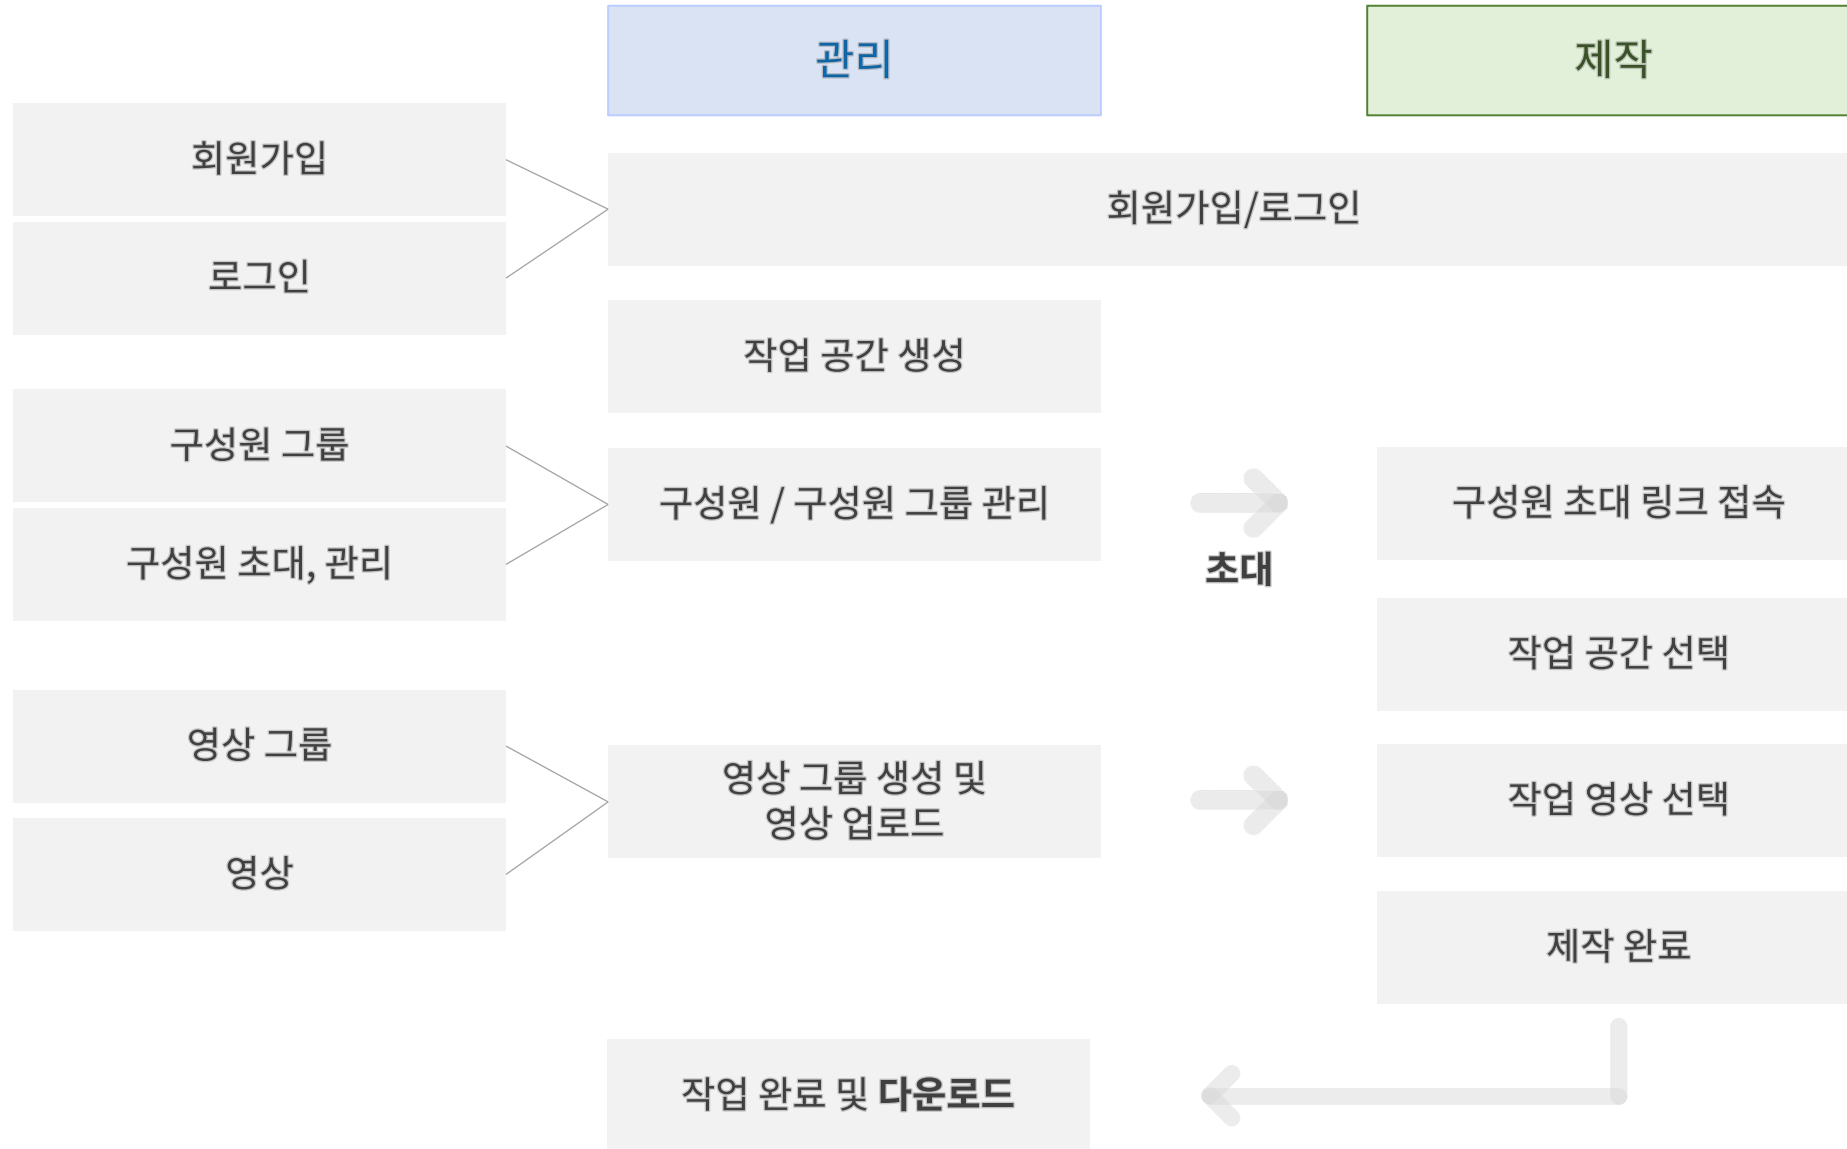 관리
제작
회원가입
로그인
회원가입/로그인
작업 공간 생성
구성원 그룹
구성원 초대, 관리
구성원 / 구성원 그룹 관리
초대
구성원 초대 링크 접속
작업 공간 선택
영상 그룹
영상
영상 그룹 생성 및
영상 업로드
작업 영상 선택
제작 완료
작업 완료 및 다운로드